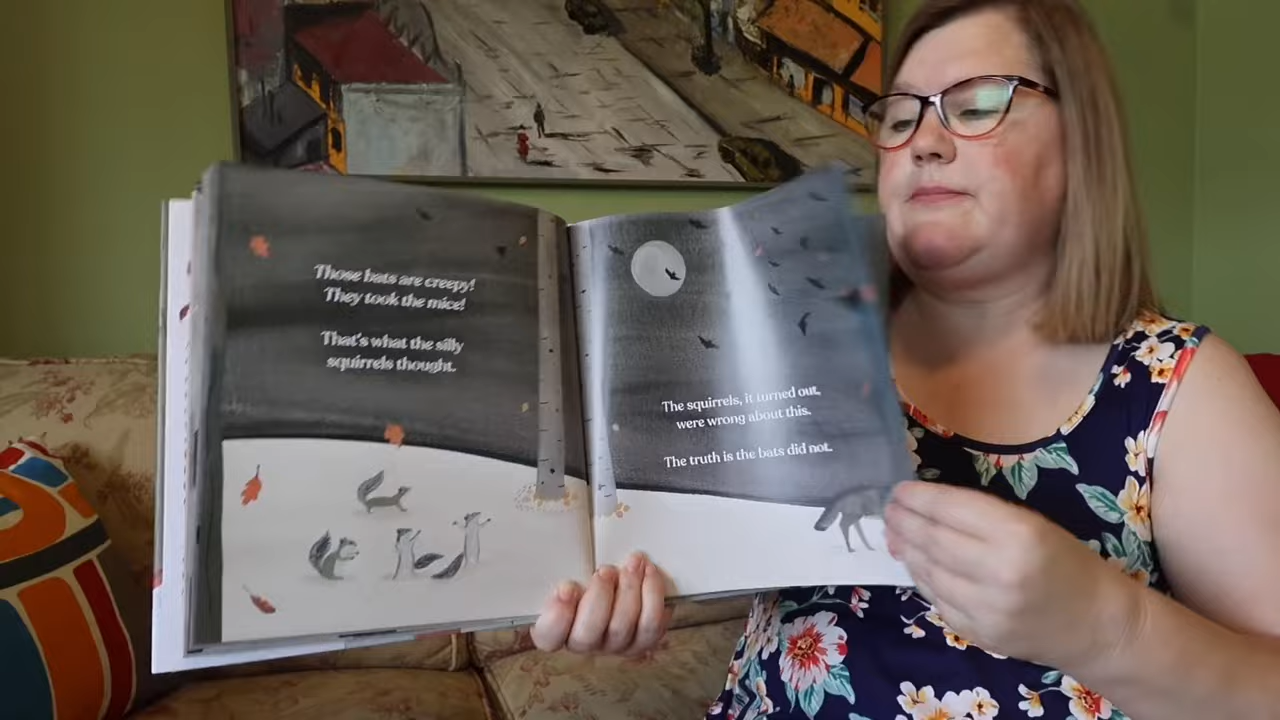 Those bats are creepy!
They took the mice!
That's what the silly
squirrels thought.
The squirrels, it turned out,
were wrong about this.
The truth is the bats did not.